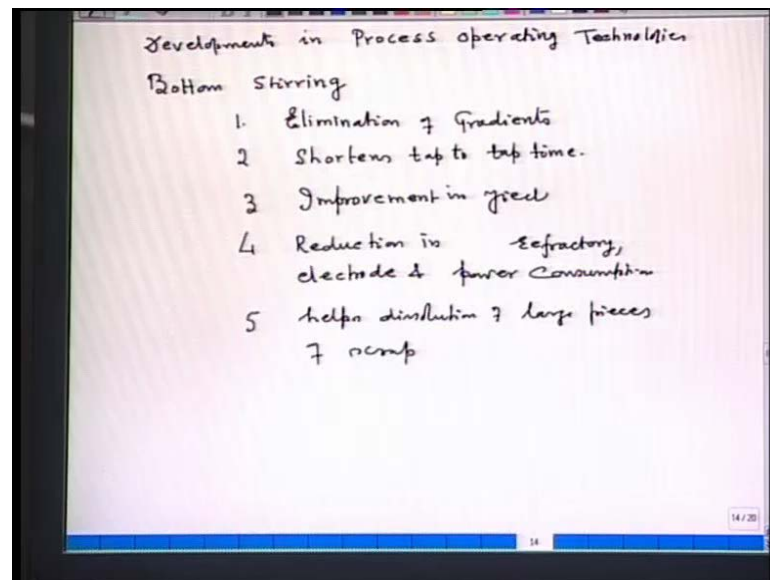 Developments in Process operating Technolgies
Bottom Stirring
1. Elimination of Gradients
2 Shortens tap to tap time.
3 Improvement in yield
4 Reduction in refractory,
electrode & power Consumption
5 helps dissolution of large pieces
of scrap
14/20
14